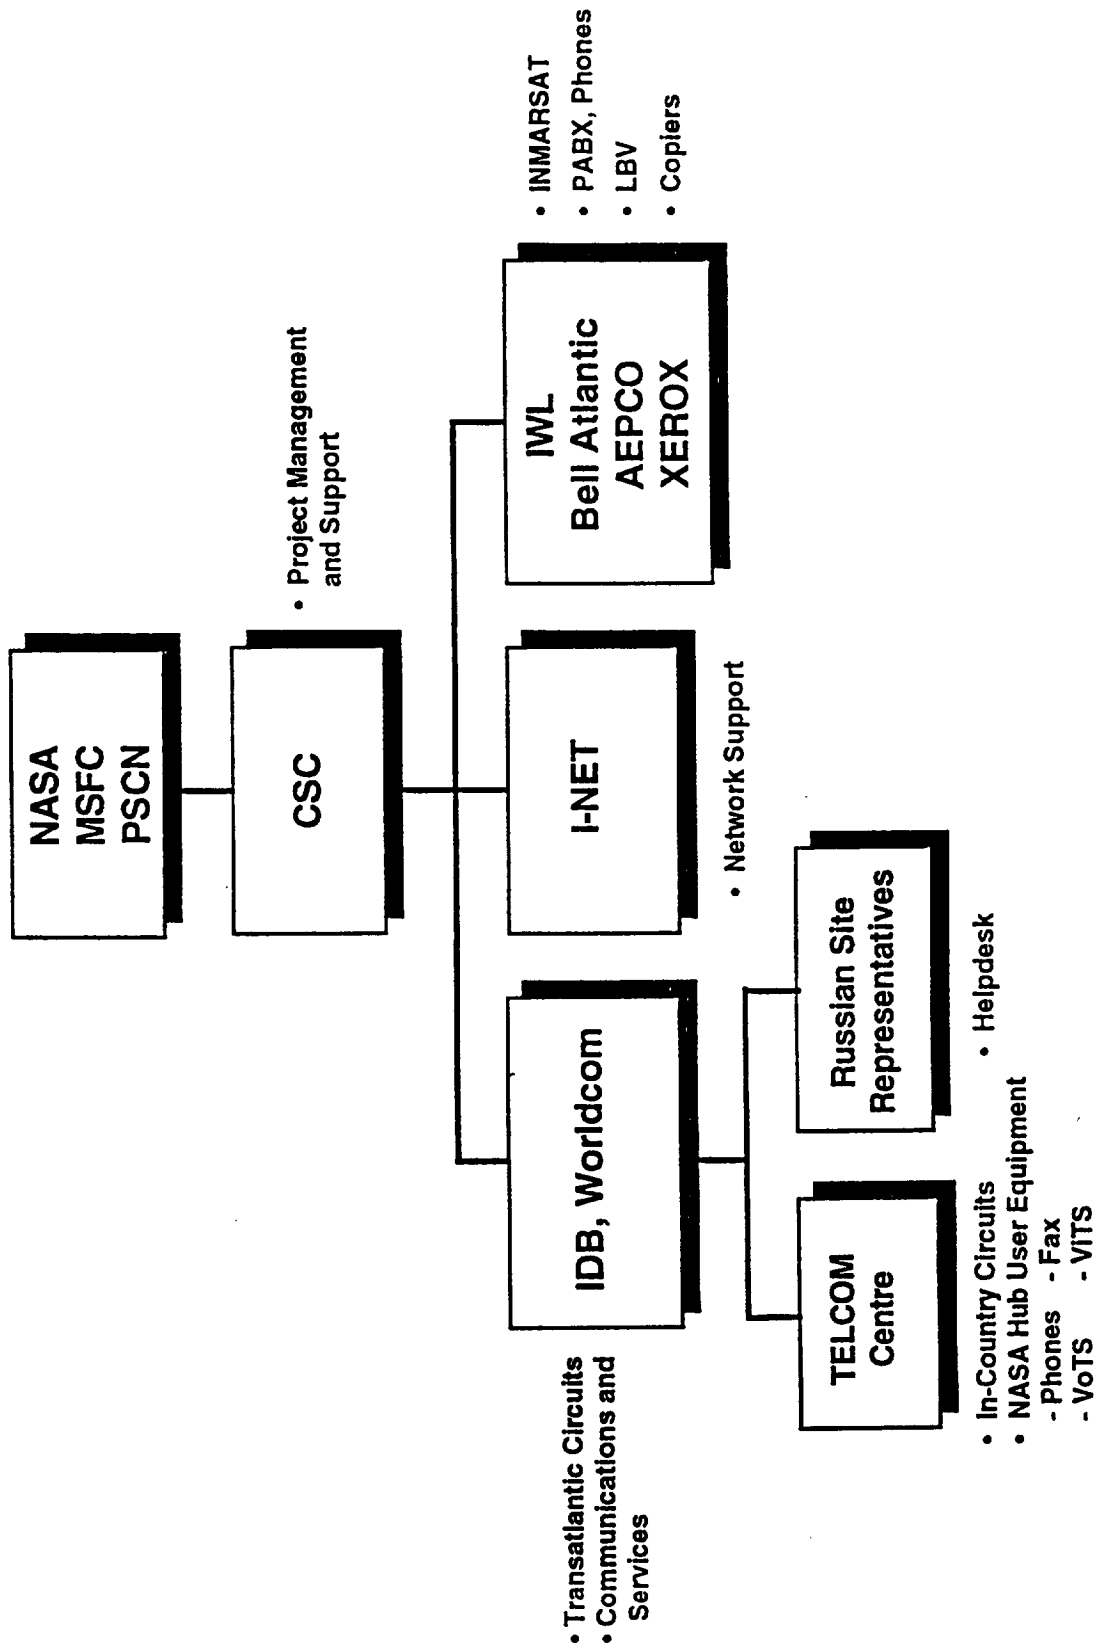 NASA
MSFC
PSCN
CSC
• Project Management
and Support
IDB, Worldcom
• Transatlantic Circuits
• Communications and
Services
I-NET
• Network Support
IWL
Bell Atlantic
AEPCO
XEROX
• INMARSAT
• PABX, Phones
• LBV
• Copiers
TELCOM
Centre
• In-Country Circuits
• NASA Hub User Equipment
- Phones - Fax
- VoTS - ViTS
Russian Site
Representatives
• Helpdesk